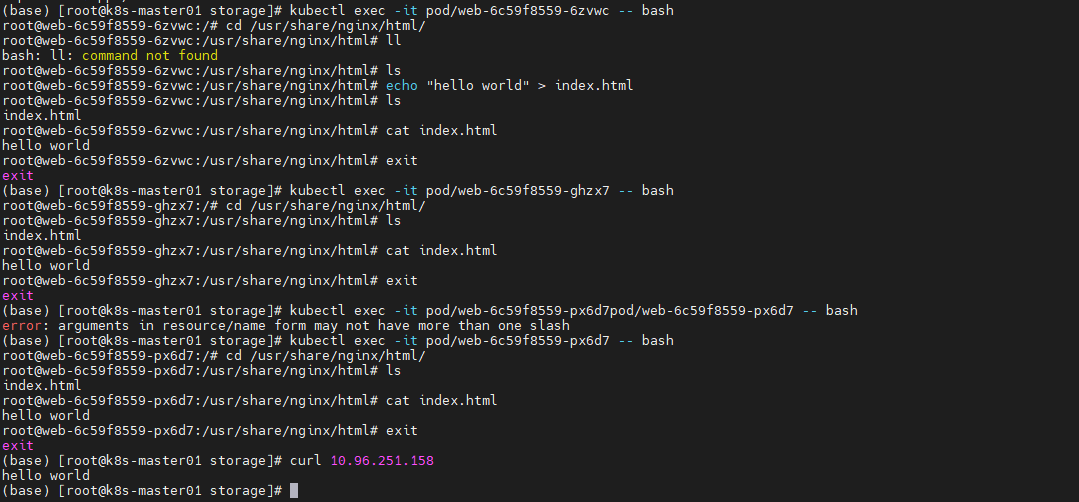 (base) [root@k8s-master01 storage]# kubectl exec -it pod/web-6c59f8559-6zvwc -- bash
root@web-6c59f8559-6zvwc:/# cd /usr/share/nginx/html/
root@web-6c59f8559-6zvwc:/usr/share/nginx/html# ll
bash: ll: command not found
root@web-6c59f8559-6zvwc:/usr/share/nginx/html# ls
root@web-6c59f8559-6zvwc:/usr/share/nginx/html# echo "hello world" > index.html
root@web-6c59f8559-6zvwc:/usr/share/nginx/html# ls
index.html
root@web-6c59f8559-6zvwc:/usr/share/nginx/html# cat index.html
hello world
root@web-6c59f8559-6zvwc:/usr/share/nginx/html# exit
exit
(base) [root@k8s-master01 storage]# kubectl exec -it pod/web-6c59f8559-ghzx7 -- bash
root@web-6c59f8559-ghzx7:/# cd /usr/share/nginx/html/
root@web-6c59f8559-ghzx7:/usr/share/nginx/html# ls
index.html
root@web-6c59f8559-ghzx7:/usr/share/nginx/html# cat index.html
hello world
root@web-6c59f8559-ghzx7:/usr/share/nginx/html# exit
exit
(base) [root@k8s-master01 storage]# kubectl exec -it pod/web-6c59f8559-px6d7pod/web-6c59f8559-px6d7 -- bash
error: arguments in resource/name form may not have more than one slash
(base) [root@k8s-master01 storage]# kubectl exec -it pod/web-6c59f8559-px6d7 -- bash
root@web-6c59f8559-px6d7:/# cd /usr/share/nginx/html/
root@web-6c59f8559-px6d7:/usr/share/nginx/html# ls
index.html
root@web-6c59f8559-px6d7:/usr/share/nginx/html# cat index.html
hello world
root@web-6c59f8559-px6d7:/usr/share/nginx/html# exit
exit
(base) [root@k8s-master01 storage]# curl 10.96.251.158
hello world
(base) [root@k8s-master01 storage]#